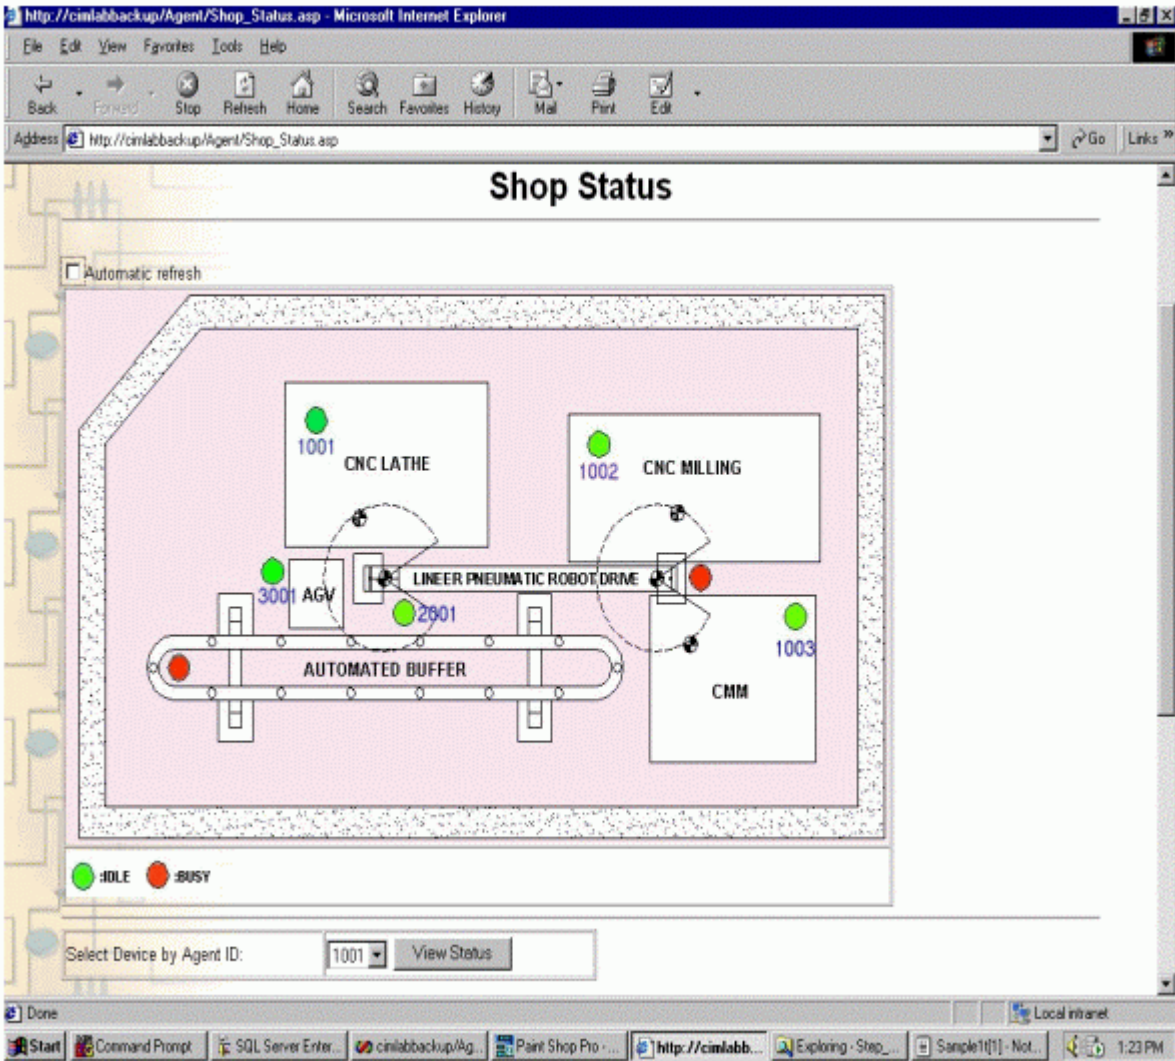 http://cimlabbackup/Agent/Shop_Status.asp - Microsoft Internet Explorer
File Edit View Favorites Tools Help
Back Forward Stop Refresh Home Search Favorites History Mail Print Edit
Address http://cimlabbackup/Agent/Shop_Status.asp Go Links »
Shop Status
Automatic refresh
1001
CNC LATHE
1002
CNC MILLING
LINEER PNEUMATIC ROBOT DRIVE
3001 AGV
2001
1003
AUTOMATED BUFFER
CMM
:IDLE :BUSY
Select Device by Agent ID: 1001 View Status
Done Local intranet
Start Command Prompt SQL Server Enter... cimlabbackup/Ag... Paint Shop Pro - ... http://cimlabb... Exploring - Step_... Sample1t[1] - Not... 1:23 PM